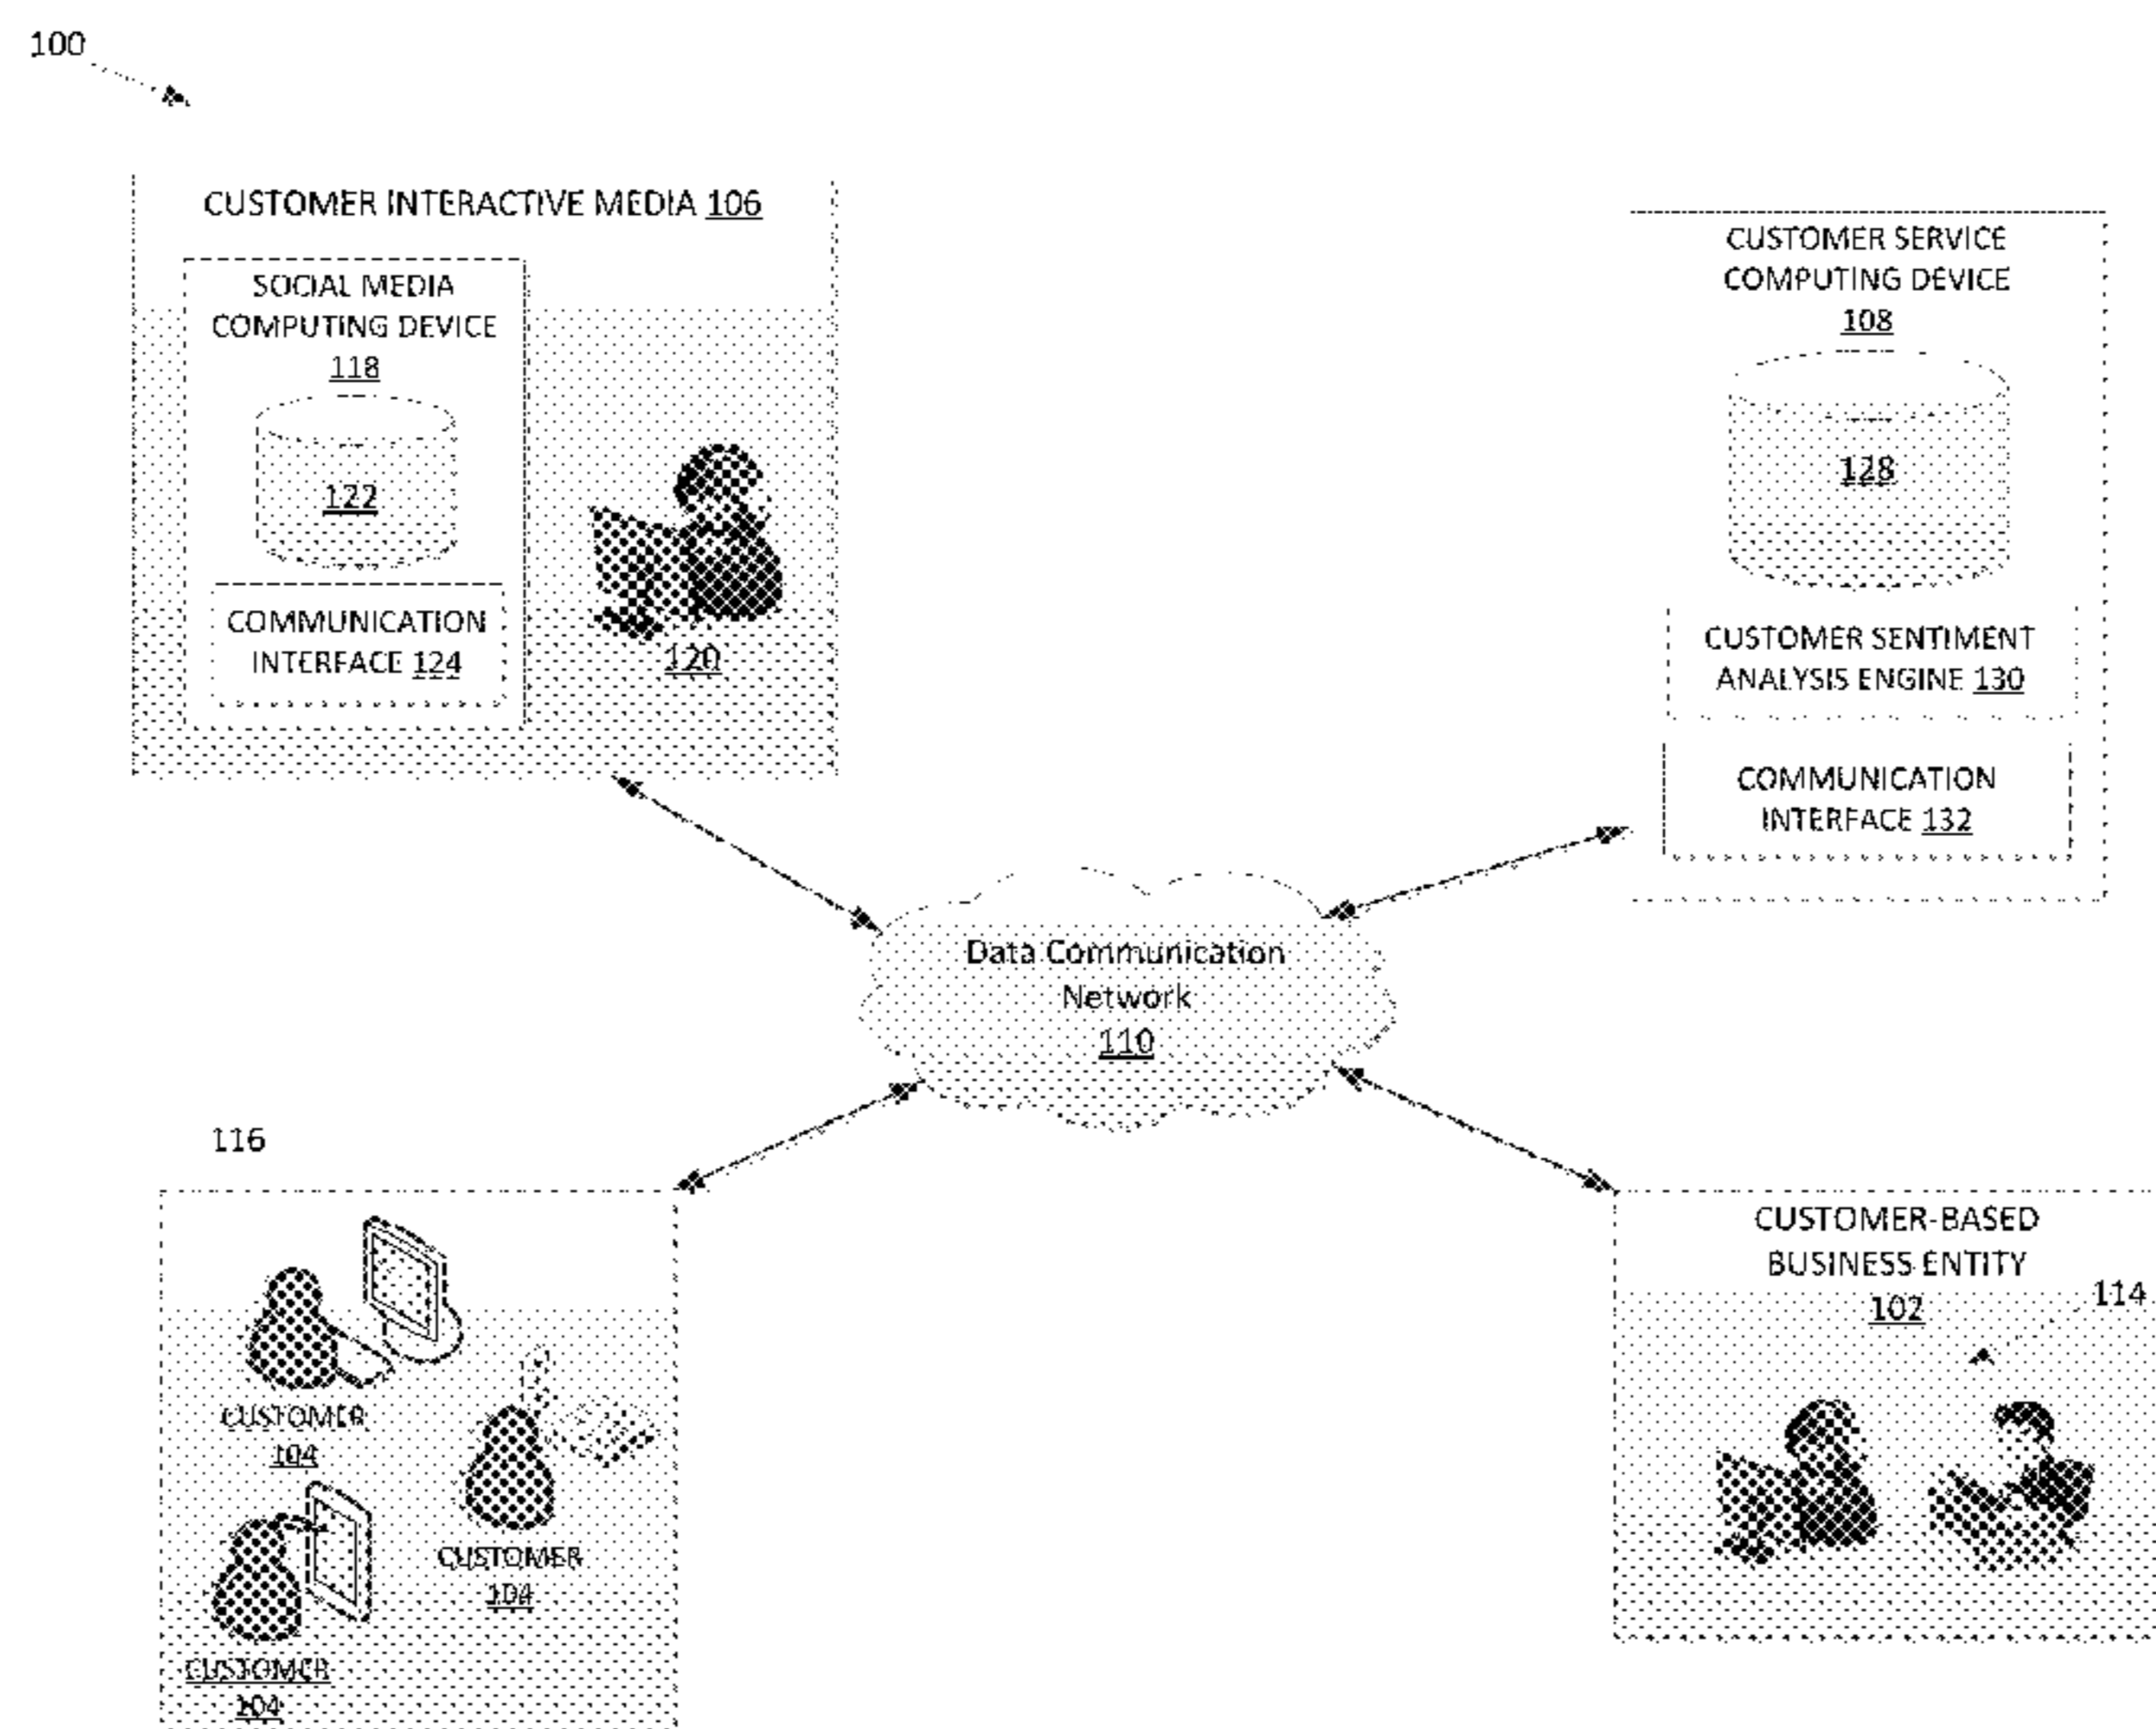 100
CUSTOMER INTERACTIVE MEDIA 106
SOCIAL MEDIA
COMPUTING DEVICE
118
122
COMMUNICATION
INTERFACE 124
120
CUSTOMER SERVICE
COMPUTING DEVICE
108
128
CUSTOMER SENTIMENT
ANALYSIS ENGINE 130
COMMUNICATION
INTERFACE 132
Data Communication
Network
110
116
CUSTOMER
104
CUSTOMER
104
CUSTOMER
104
CUSTOMER-BASED
BUSINESS ENTITY
102
114